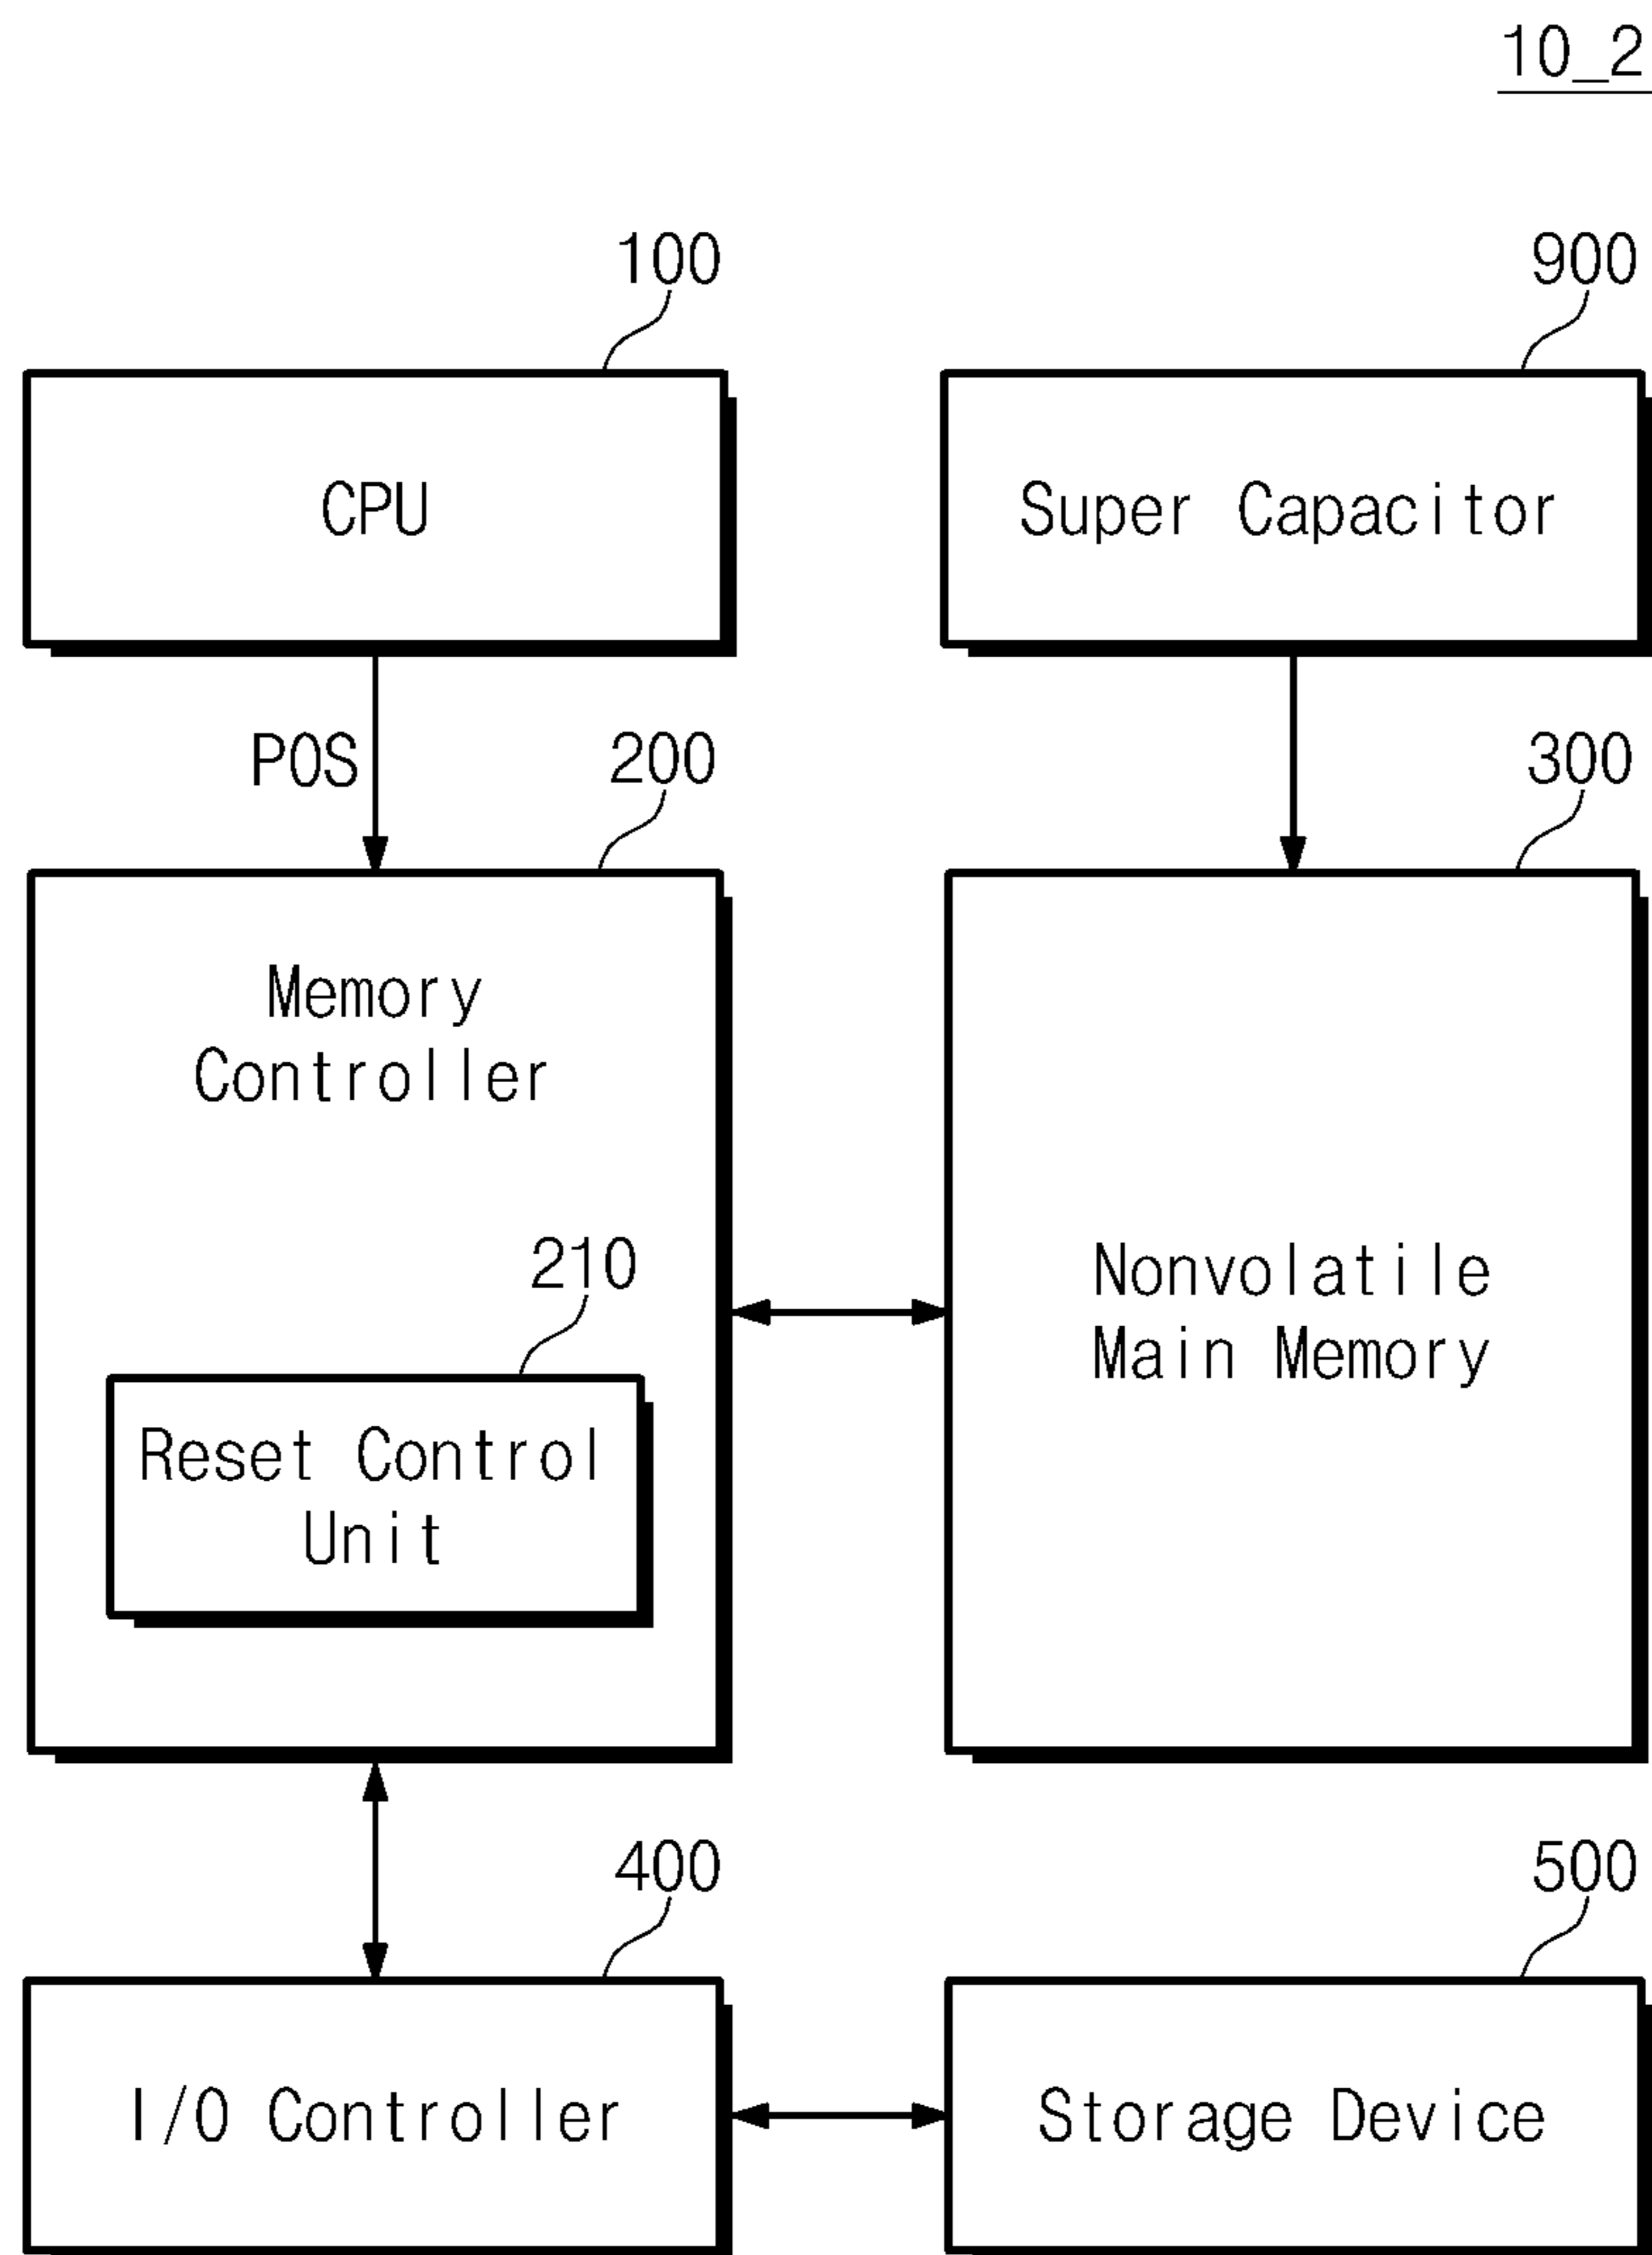 10_2
100
900
CPU
Super Capacitor
POS
200
300
Memory
Controller
210
Nonvolatile
Main Memory
Reset Control
Unit
400
500
I/O Controller
Storage Device